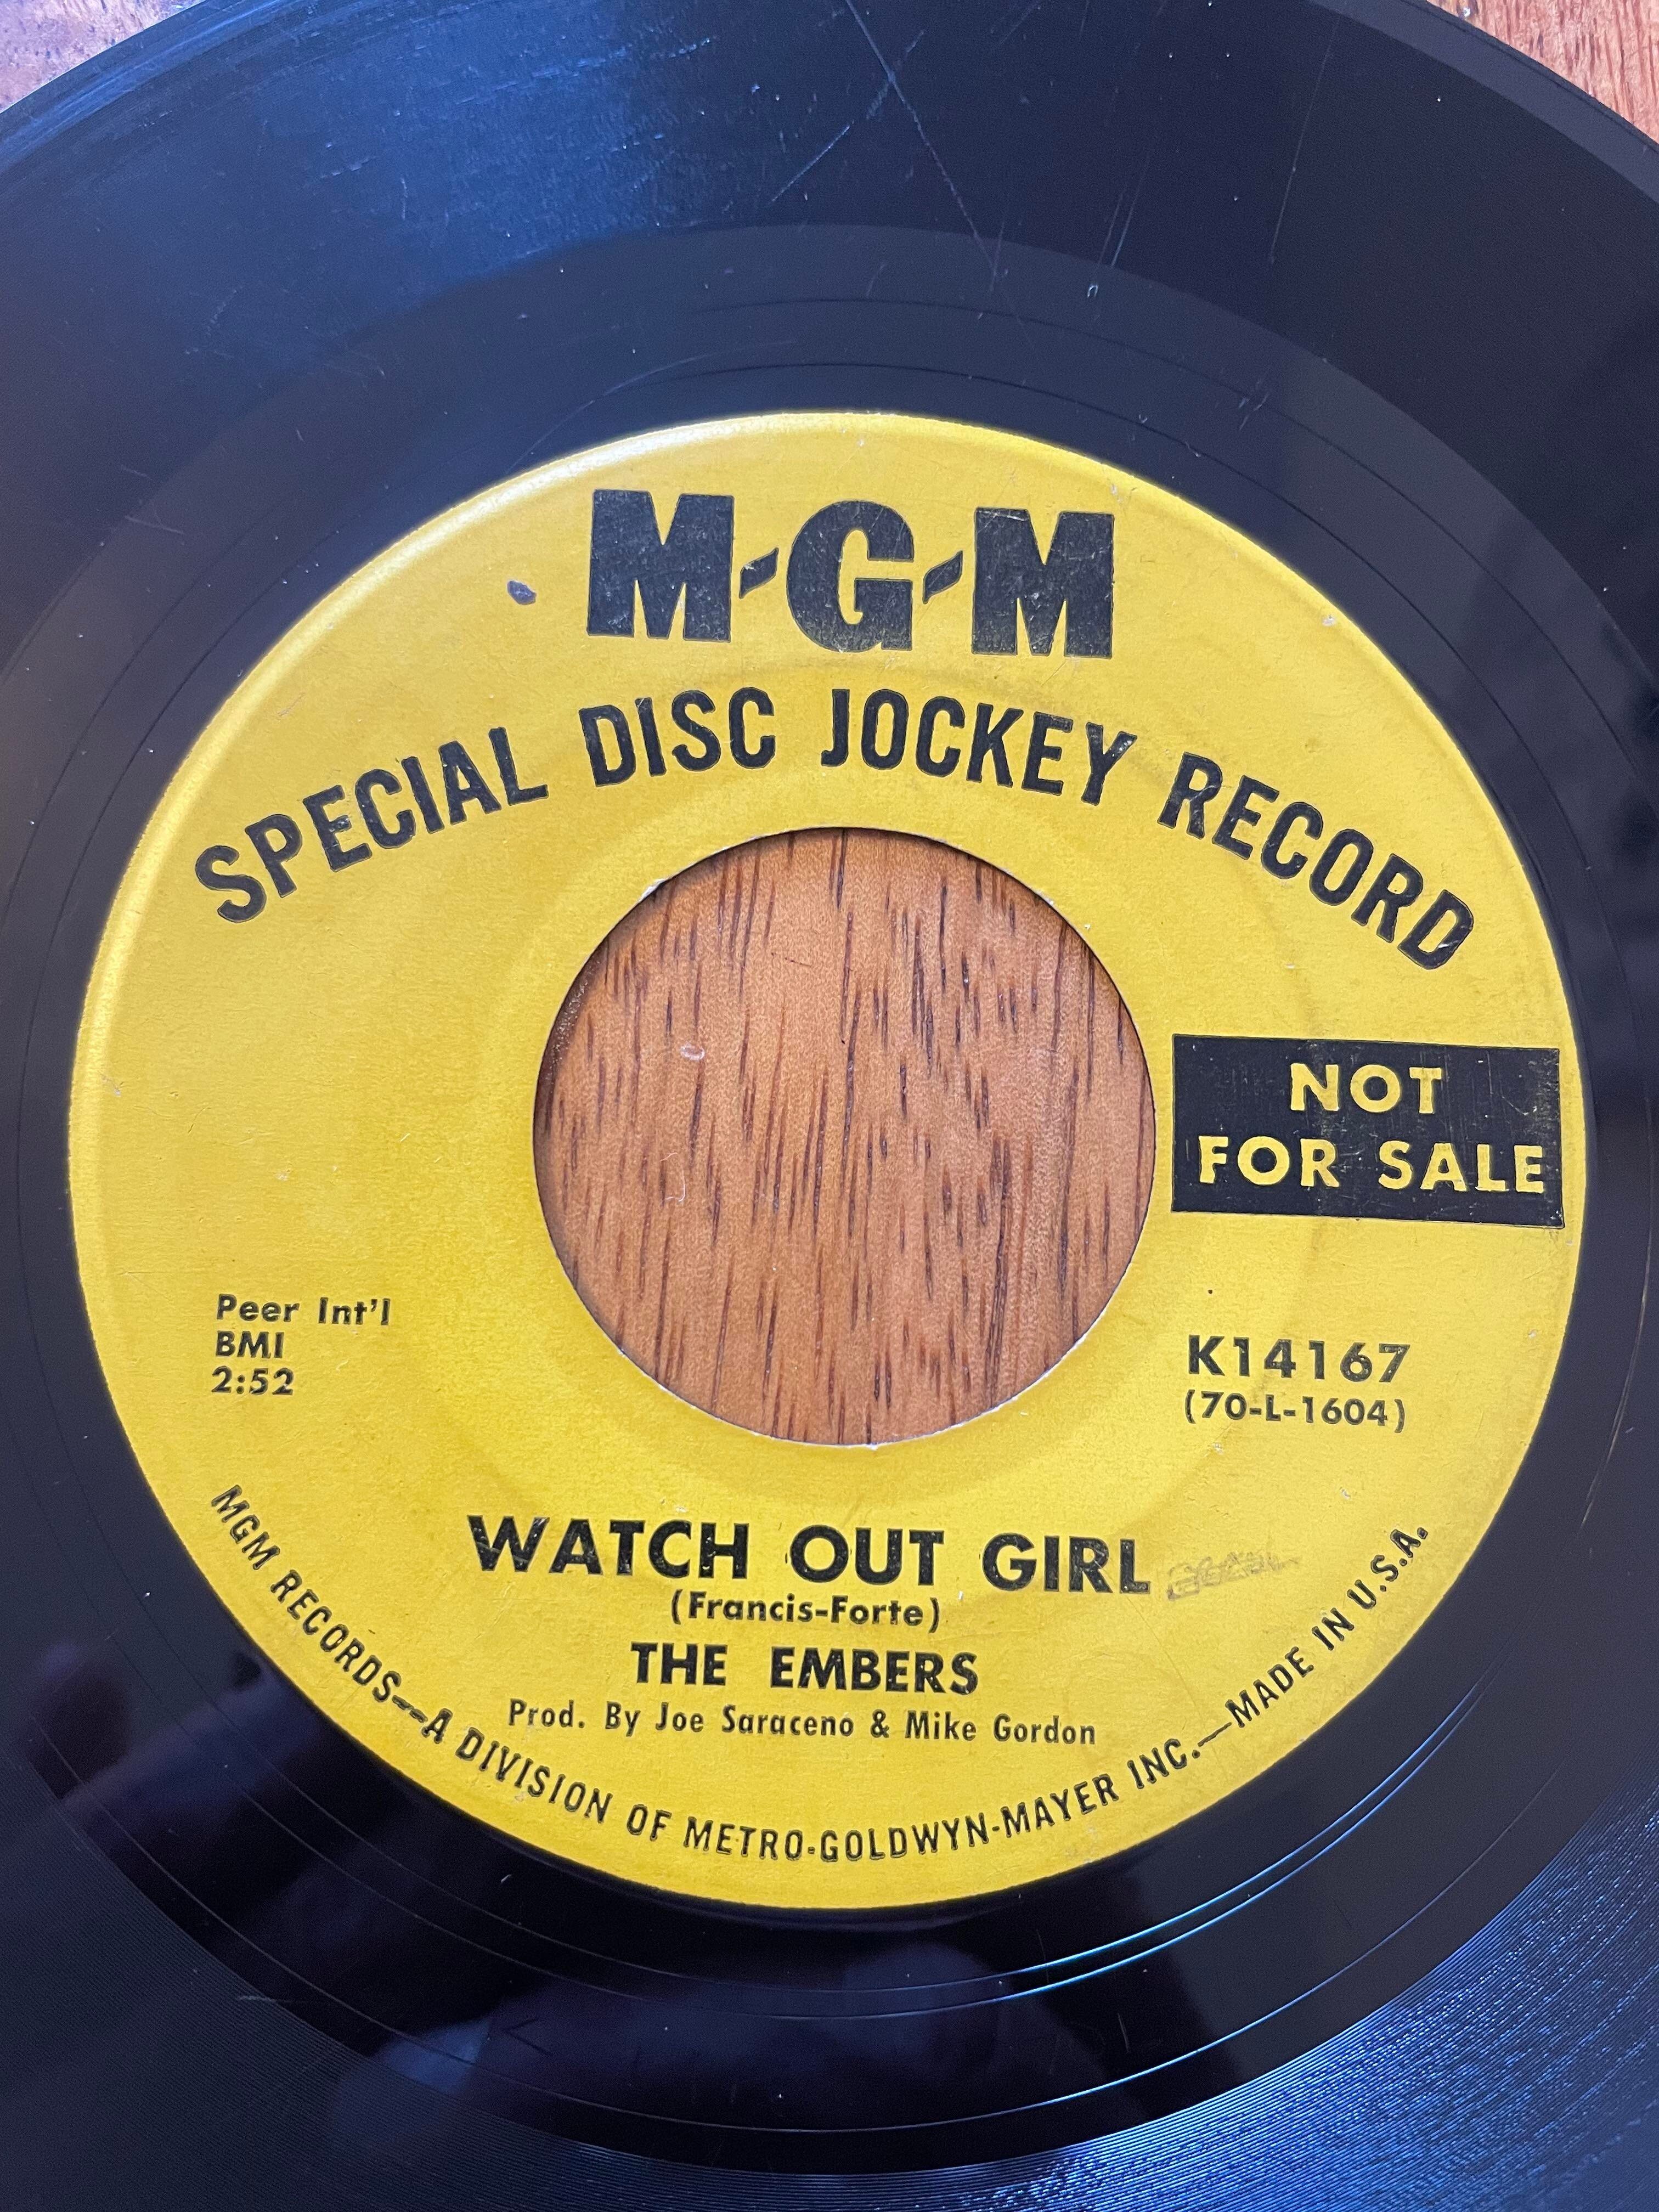 M-G-M
SPECIAL DISC JOCKEY RECORD
NOT
FOR SALE
Peer Int'l
BMI
2:52
K14167
(70-L-1604)
WATCH OUT GIRL
(Francis-Forte)
THE EMBERS
Prod. By Joe Saraceno & Mike Gordon
MGM RECORDS—A DIVISION OF METRO-GOLDWYN-MAYER INC.—MADE IN U.S.A.